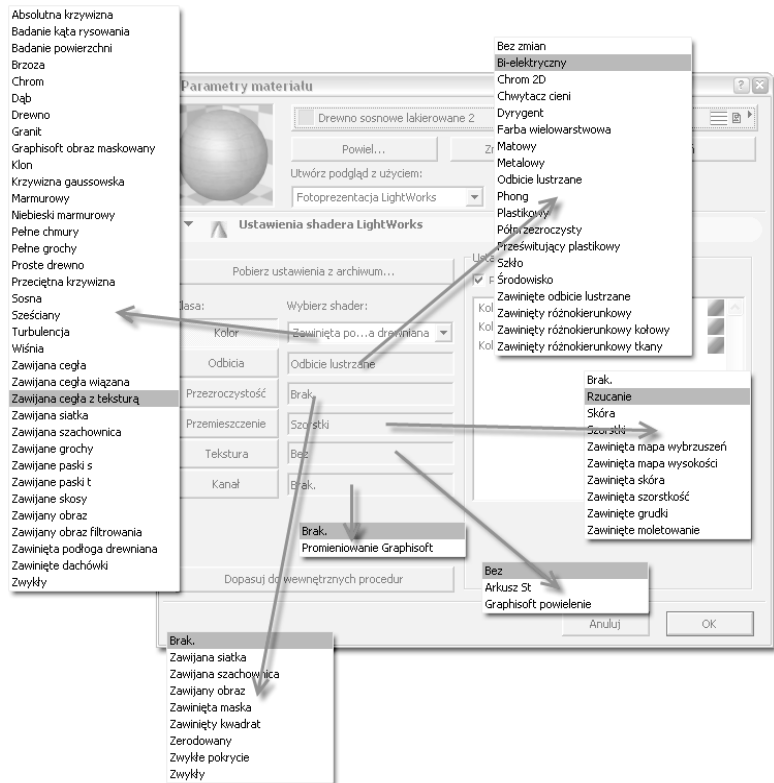 Absolutna krzywizna
Badanie kąta rysowania
Badanie powierzchni
Brzoza
Chrom
Dąb
Drewno
Granit
Graphisoft obraz maskowany
Klon
Krzywizna gaussowska
Marmurowy
Niebieski marmurowy
Pełne chmury
Pełne grochy
Proste drewno
Przeciętna krzywizna
Sosna
Sześciany
Turbulencja
Wiśnia
Zawijana cegła
Zawijana cegła wiązana
Zawijana cegła z teksturą
Zawijana siatka
Zawijana szachownica
Zawijane grochy
Zawijane paski s
Zawijane paski t
Zawijane skosy
Zawijany obraz
Zawijany obraz filtrowania
Zawinięta podłoga drewniana
Zawinięte dachówki
Zwykły
Parametry materiału
Drewno sosnowe lakierowane 2
Powiel...
Utwórz podgląd z użyciem:
Fotoprezentacja LightWorks
Ustawienia shadera LightWorks
Pobierz ustawienia z archiwum...
Wybierz shader:
Kolor
Zawinięta po...a drewniana
Odbicia
Odbicie lustrzane
Przezroczystość
Brak.
Przemieszczenie
Szorstki
Tekstura
Bez
Kanał
Brak.
Dopasuj do wewnętrznych procedur
Kol
Kol
Kol
Anuluj
OK
Bez zmian
Bi-elektryczny
Chrom 2D
Chwytacz cieni
Dyrygent
Farba wielowarstwowa
Matowy
Metalowy
Odbicie lustrzane
Phong
Plastikowy
Półprzezroczysty
Prześwitujący plastikowy
Szkło
Środowisko
Zawinięte odbicie lustrzane
Zawinięty różnokierunkowy
Zawinięty różnokierunkowy kołowy
Zawinięty różnokierunkowy tkany
Brak.
Rzucanie
Skóra
Szorstki
Zawinięta mapa wybrzuszeń
Zawinięta mapa wysokości
Zawinięta skóra
Zawinięta szorstkość
Zawinięte grudki
Zawinięte moletowanie
Brak.
Promieniowanie Graphisoft
Bez
Arkusz St
Graphisoft powielenie
Brak.
Zawijana siatka
Zawijana szachownica
Zawijany obraz
Zawinięta maska
Zawinięty kwadrat
Zerodowany
Zwykłe pokrycie
Zwykły